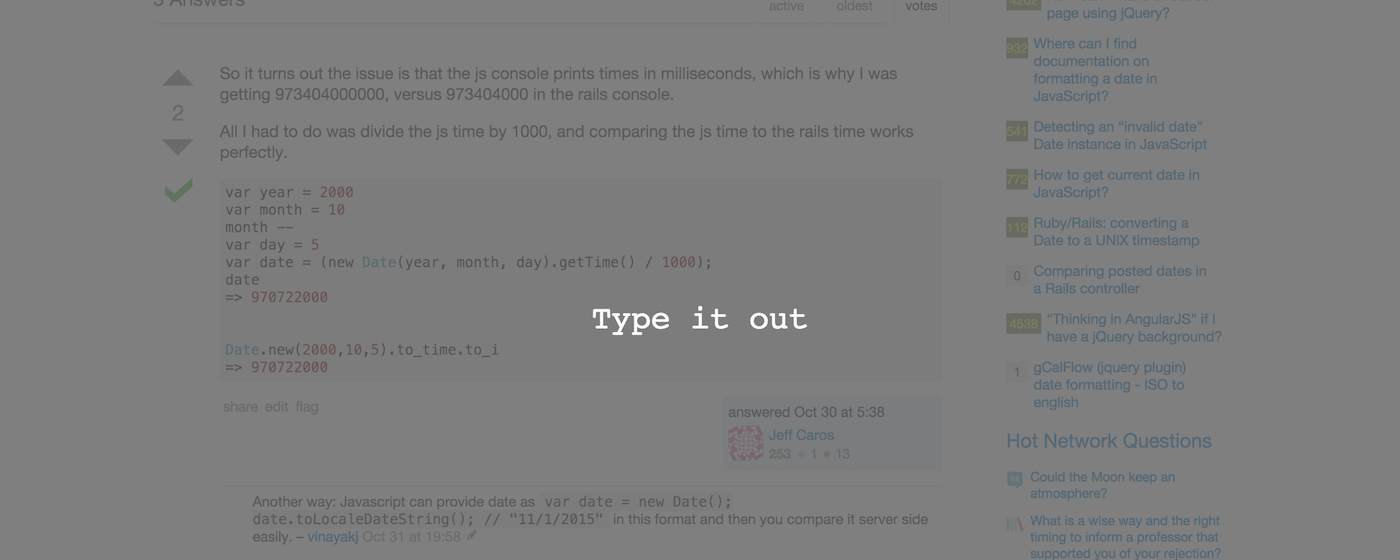 5 Answers
active oldest votes
2
So it turns out the issue is that the js console prints times in milliseconds, which is why I was
getting 973404000000, versus 973404000 in the rails console.
All I had to do was divide the js time by 1000, and comparing the js time to the rails time works
perfectly.
var year = 2000
var month = 10
month --
var day = 5
var date = (new Date(year, month, day).getTime() / 1000);
date
=> 970722000
Date.new(2000,10,5).to_time.to_i
=> 970722000
Type it out
share edit flag
answered Oct 30 at 5:38
Jeff Caros
253 1 13
Another way: Javascript can provide date as var date = new Date();
date.toLocaleDateString(); // "11/1/2015" in this format and then you compare it server side
easily. – vinayakj Oct 31 at 19:58
page using jQuery?
932 Where can I find
documentation on
formatting a date in
JavaScript?
541 Detecting an “invalid date”
Date instance in JavaScript
772 How to get current date in
JavaScript?
112 Ruby/Rails: converting a
Date to a UNIX timestamp
0 Comparing posted dates in
a Rails controller
4538 “Thinking in AngularJS” if I
have a jQuery background?
1 gCalFlow (jquery plugin)
date formatting - ISO to
english
Hot Network Questions
Could the Moon keep an
atmosphere?
What is a wise way and the right
timing to inform a professor that
supported you of your rejection?